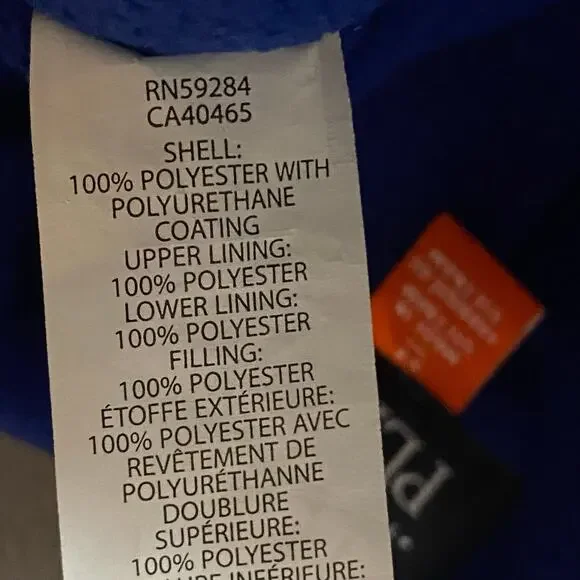 RN59284
CA40465
SHELL:
100% POLYESTER WITH
POLYURETHANE
COATING
UPPER LINING:
100% POLYESTER
LOWER LINING:
100% POLYESTER
FILLING:
100% POLYESTER
ÉTOFFE EXTÉRIEURE:
100% POLYESTER AVEC
REVÊTEMENT DE
POLYURÉTHANNE
DOUBLURE
SUPÉRIEURE:
100% POLYESTER
INFÉRIEURE: